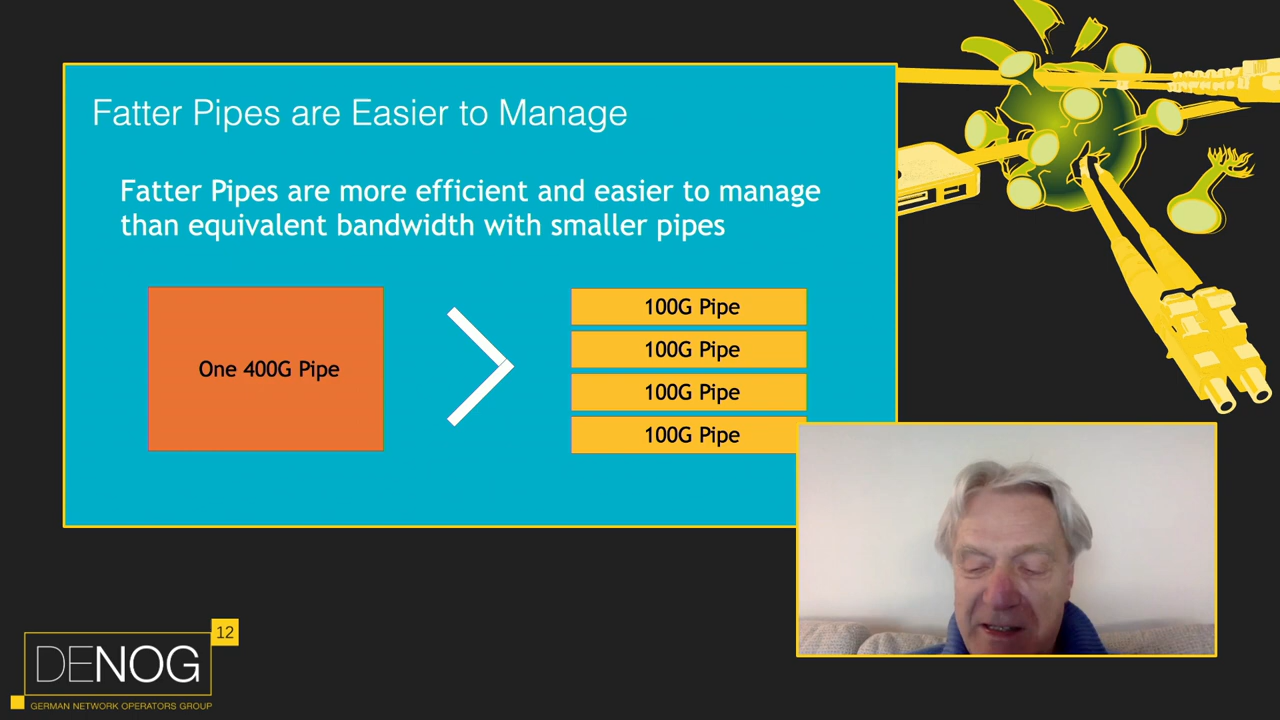 Fatter Pipes are Easier to Manage
Fatter Pipes are more efficient and easier to manage
than equivalent bandwidth with smaller pipes
One 400G Pipe
100G Pipe
100G Pipe
100G Pipe
100G Pipe
12
DENOG
GERMAN NETWORK OPERATORS GROUP